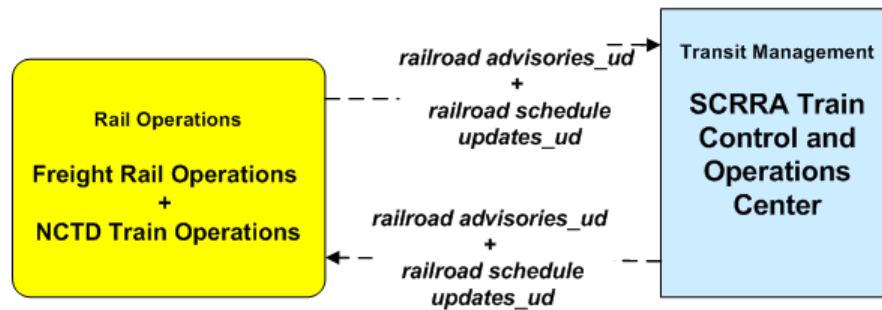 Rail Operations
Freight Rail Operations
+
NCTD Train Operations
railroad advisories_ud
+
railroad schedule
updates_ud
railroad advisories_ud
+
railroad schedule
updates_ud
Transit Management
SCRRA Train
Control and
Operations
Center